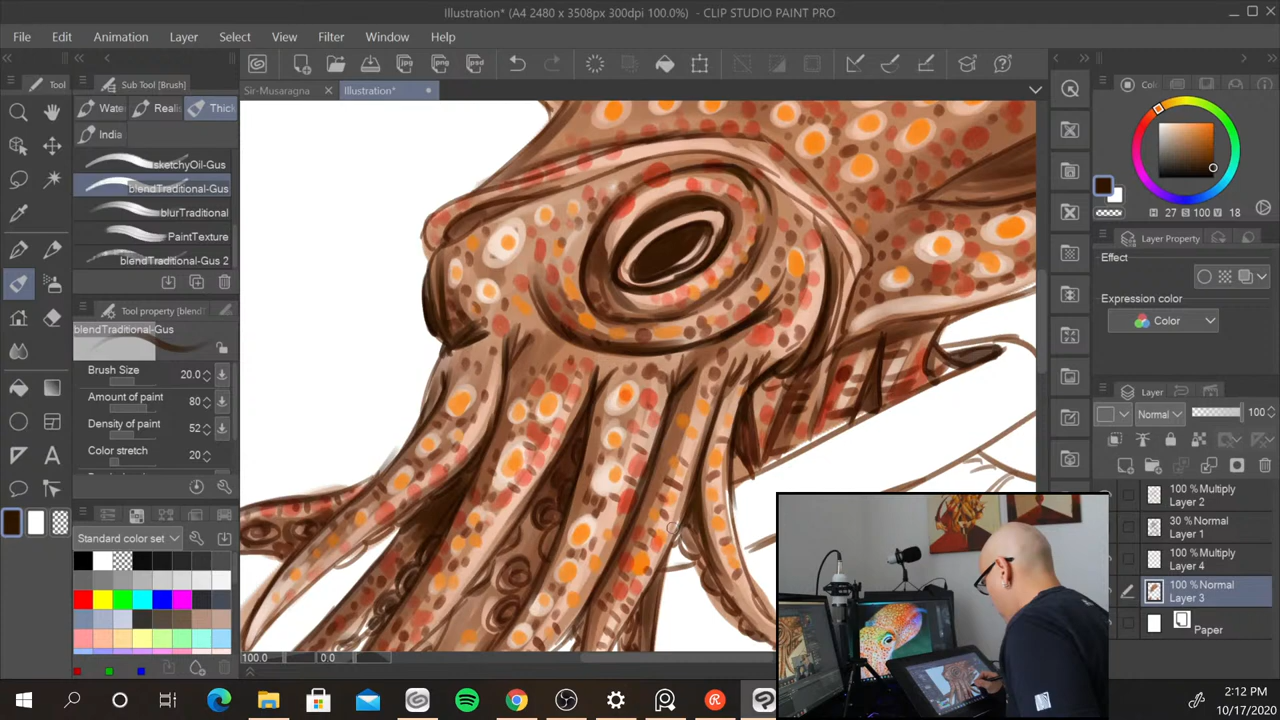 Illustration* (A4 2480 x 3508px 300dpi 100.0%) - CLIP STUDIO PAINT PRO
File Edit Animation Layer Select View Filter Window Help
Tool
Sub Tool [Brush]
Sir-Musaragna
Illustration*
Wate
Reali
Thick
India
sketchyOil-Gus
blendTraditional-Gus
blurTraditional
PaintTexture
blendTraditional-Gus 2
Tool property [blend
blendTraditional-Gus
Brush Size 20.0
Amount of paint 80
Density of paint 52
Color stretch 20
Standard color set
100.0
0.0
H 27 S 100 V 18
Layer Property
Effect
Expression color
Color
Layer
Normal 100
100 % Multiply
Layer 2
30 % Normal
Layer 1
100 % Multiply
Layer 4
100 % Normal
Layer 3
Paper
2:12 PM
10/17/2020